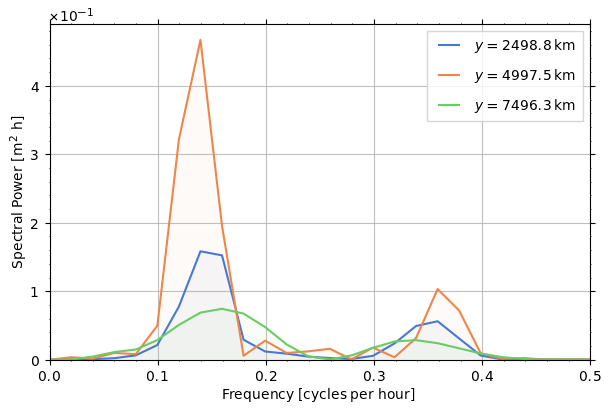 ×10⁻¹
y = 2498.8 km
y = 4997.5 km
y = 7496.3 km
Spectral Power [m² h]
4
3
2
1
0
0.0 0.1 0.2 0.3 0.4 0.5
Frequency [cycles per hour]